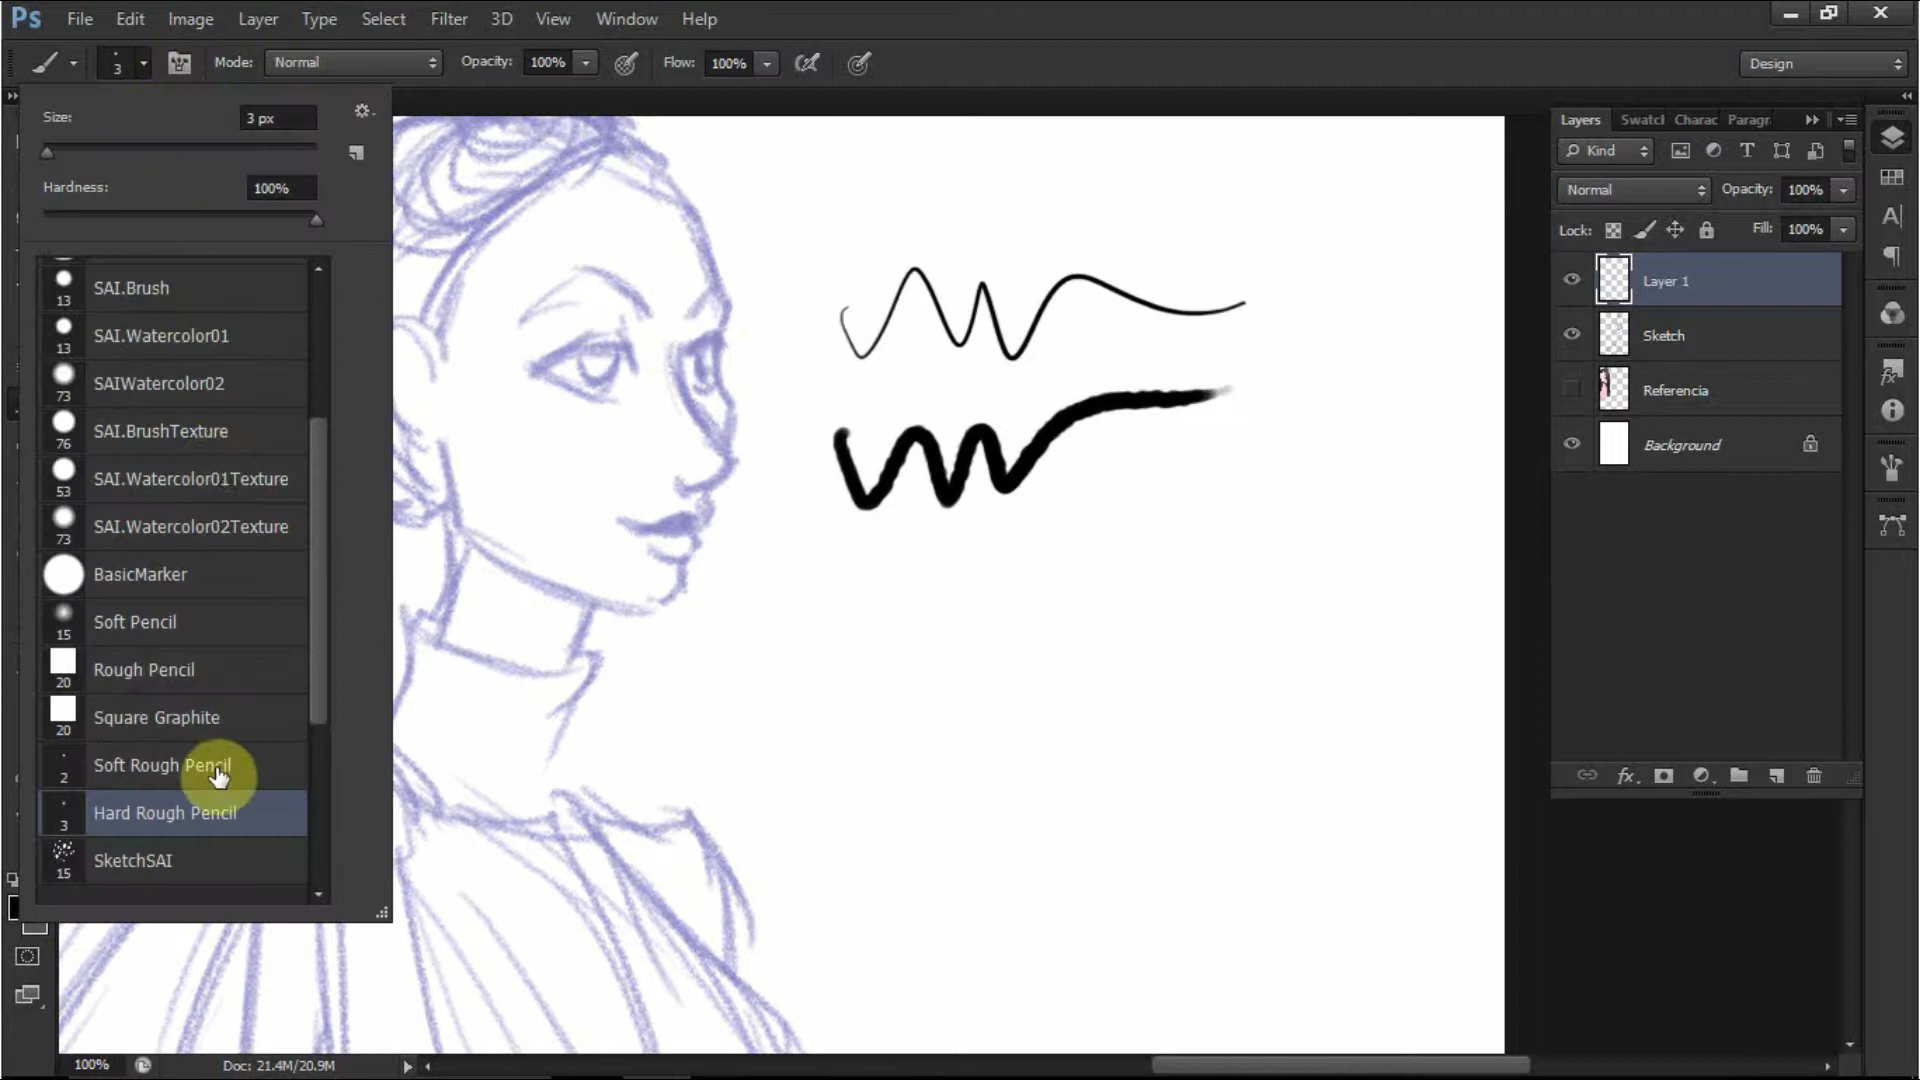 Ps File Edit Image Layer Type Select Filter 3D View Window Help
3 Mode: Normal Opacity: 100% Flow: 100% Design
Size: 3 px
Hardness: 100%
13 SAI.Brush
13 SAI.Watercolor01
73 SAIWatercolor02
76 SAI.BrushTexture
53 SAI.Watercolor01Texture
73 SAI.Watercolor02Texture
BasicMarker
15 Soft Pencil
20 Rough Pencil
20 Square Graphite
2 Soft Rough Pencil
3 Hard Rough Pencil
15 SketchSAI
Layers Swatch Charac Paragr
Kind
Normal Opacity: 100%
Lock: Fill: 100%
Layer 1
Sketch
Referencia
Background
fx
100% Doc: 21.4M/20.9M